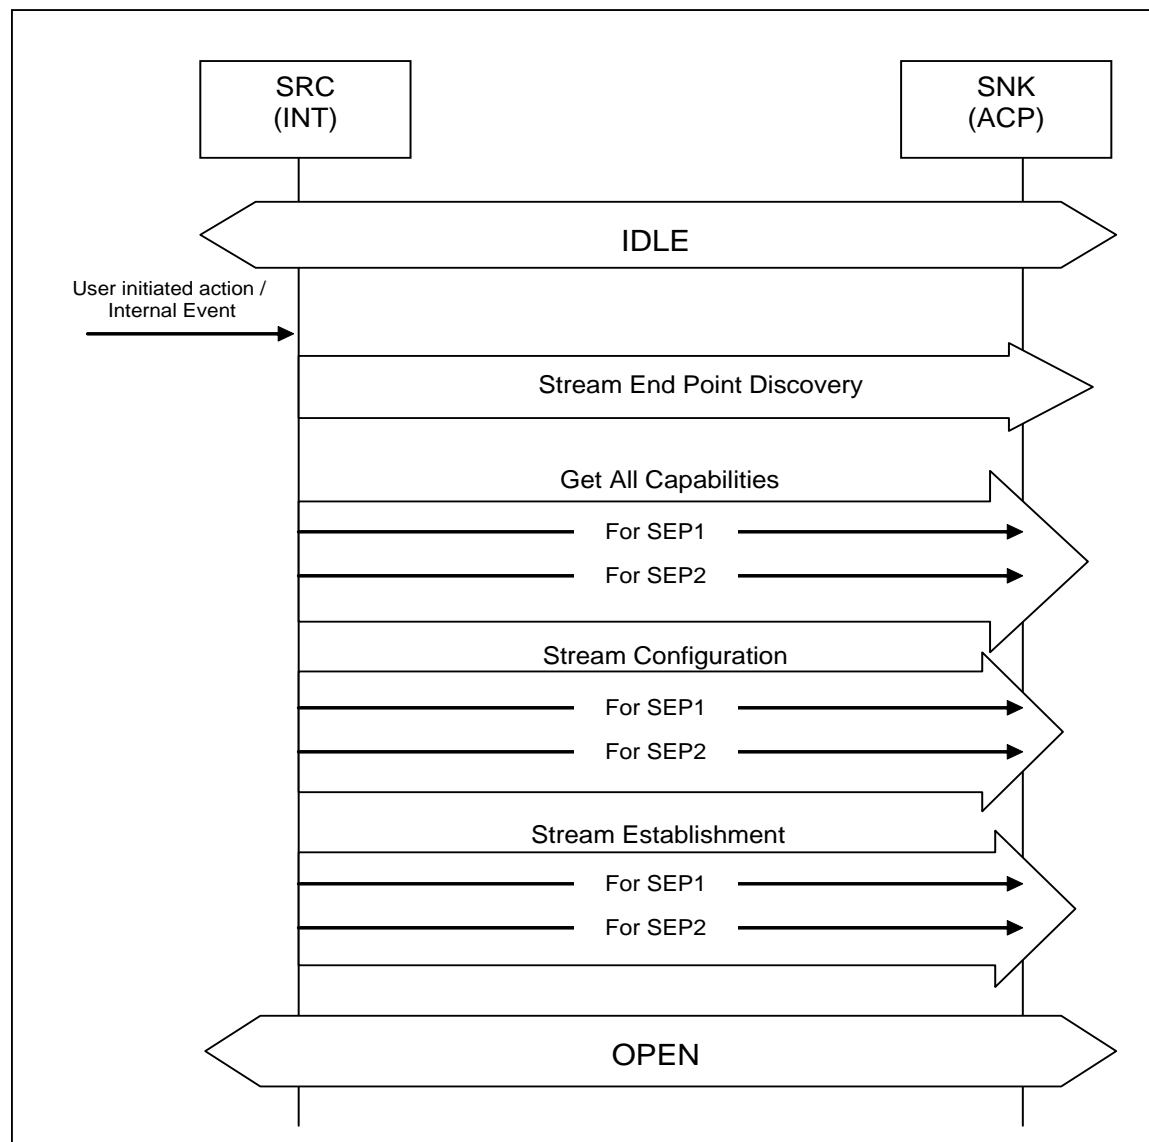 SRC
(INT)
SNK
(ACP)
IDLE
User initiated action /
Internal Event
Stream End Point Discovery
Get All Capabilities
For SEP1
For SEP2
Stream Configuration
For SEP1
For SEP2
Stream Establishment
For SEP1
For SEP2
OPEN